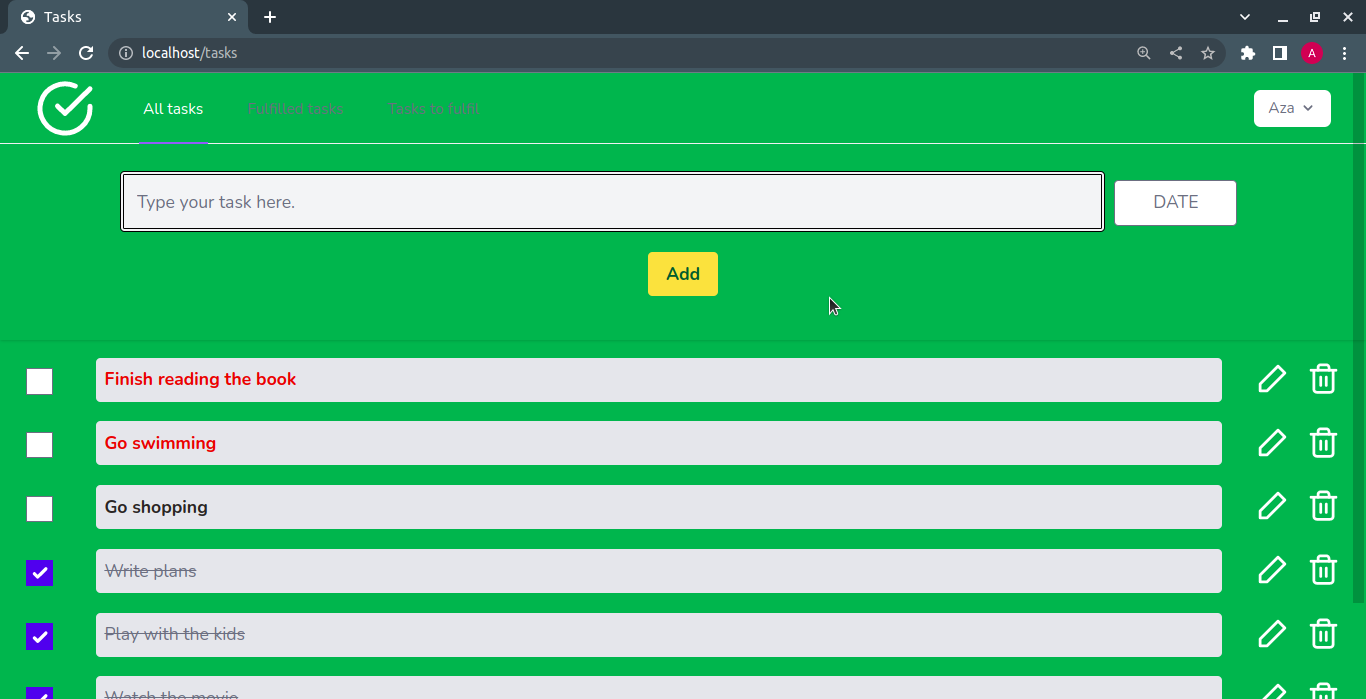 Tasks
localhost/tasks
A
All tasks
Fulfilled tasks
Tasks to fulfill
Aza
Type your task here.
DATE
Add
Finish reading the book
Go swimming
Go shopping
Write plans
Play with the kids
Watch the movie